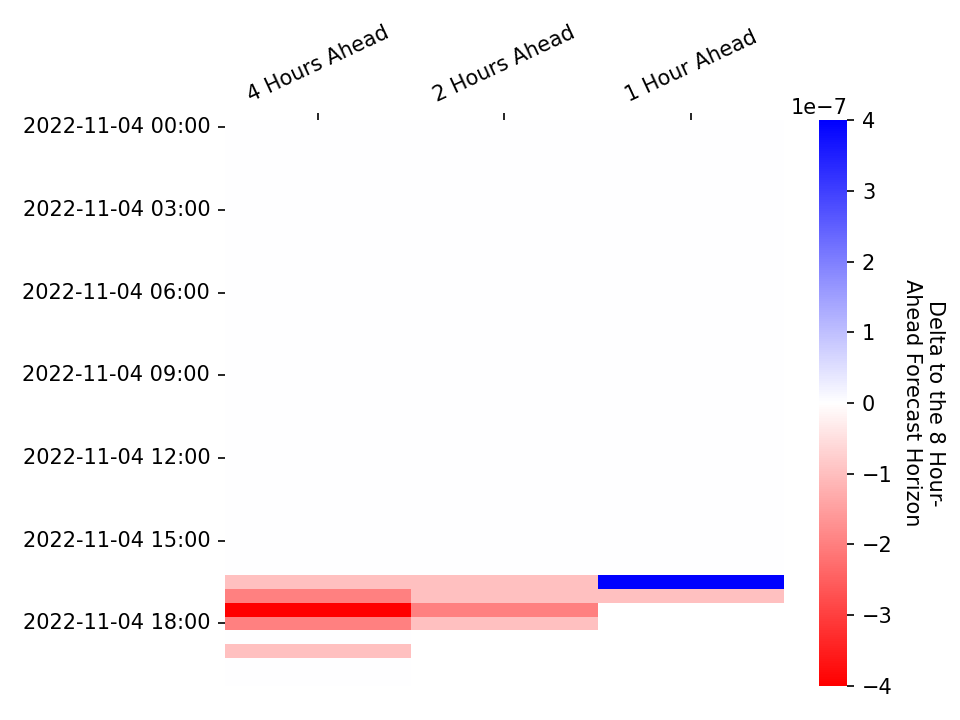 4 Hours Ahead
2 Hours Ahead
1 Hour Ahead
2022-11-04 00:00
2022-11-04 03:00
2022-11-04 06:00
2022-11-04 09:00
2022-11-04 12:00
2022-11-04 15:00
2022-11-04 18:00
1e−7
4
3
2
1
0
−1
−2
−3
−4
Delta to the 8 Hour-
Ahead Forecast Horizon